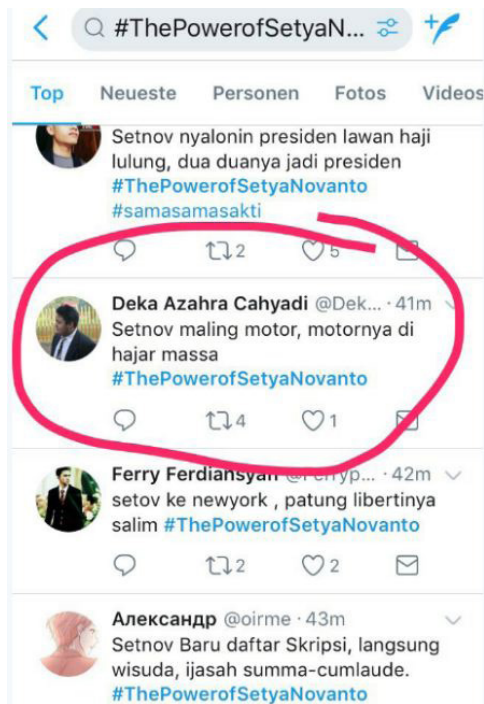 #ThePowerofSetyaN...
Top Neueste Personen Fotos Videos
Setnov nyalonin presiden lawan haji
lulung, dua duanya jadi presiden
#ThePowerofSetyaNovanto
#samasamasakti
2 5
Deka Azahra Cahyadi @Dek... · 41m
Setnov maling motor, motornya di
hajar massa
#ThePowerofSetyaNovanto
4 1
Ferry Ferdiansyah @Ferryp... · 42m
setov ke newyork , patung libertinya
salim #ThePowerofSetyaNovanto
2 2
Александр @oirme · 43m
Setnov Baru daftar Skripsi, langsung
wisuda, ijasah summa-cumlaude.
#ThePowerofSetyaNovanto